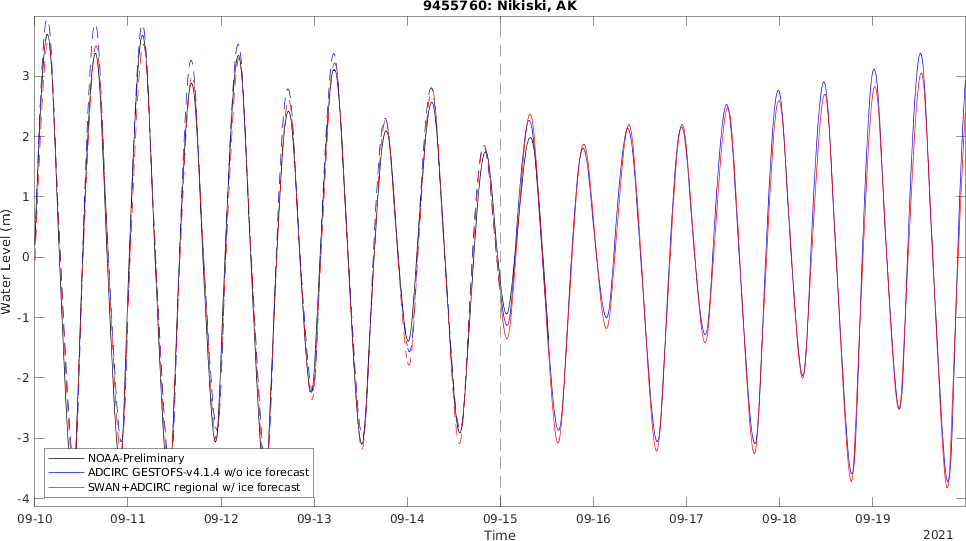 9455760: Nikiski, AK
Water Level (m)
3
2
1
0
-1
-2
-3
-4
NOAA-Preliminary
ADCIRC GESTOFS-v4.1.4 w/o ice forecast
SWAN+ADCIRC regional w/ ice forecast
09-10 09-11 09-12 09-13 09-14 09-15 09-16 09-17 09-18 09-19
Time
2021